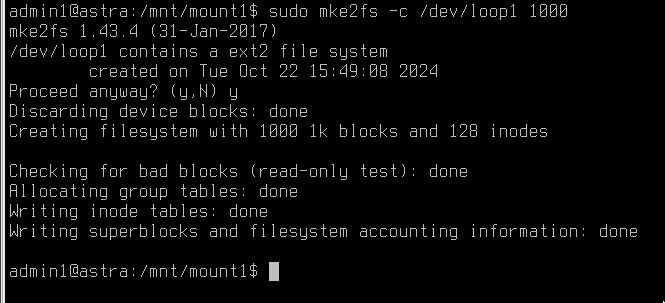 admin1@astra:/mnt/mount1$ sudo mke2fs -c /dev/loop1 1000
mke2fs 1.43.4 (31-Jan-2017)
/dev/loop1 contains a ext2 file system
        created on Tue Oct 22 15:49:08 2024
Proceed anyway? (y,N) y
Discarding device blocks: done
Creating filesystem with 1000 1k blocks and 128 inodes

Checking for bad blocks (read-only test): done
Allocating group tables: done
Writing inode tables: done
Writing superblocks and filesystem accounting information: done

admin1@astra:/mnt/mount1$